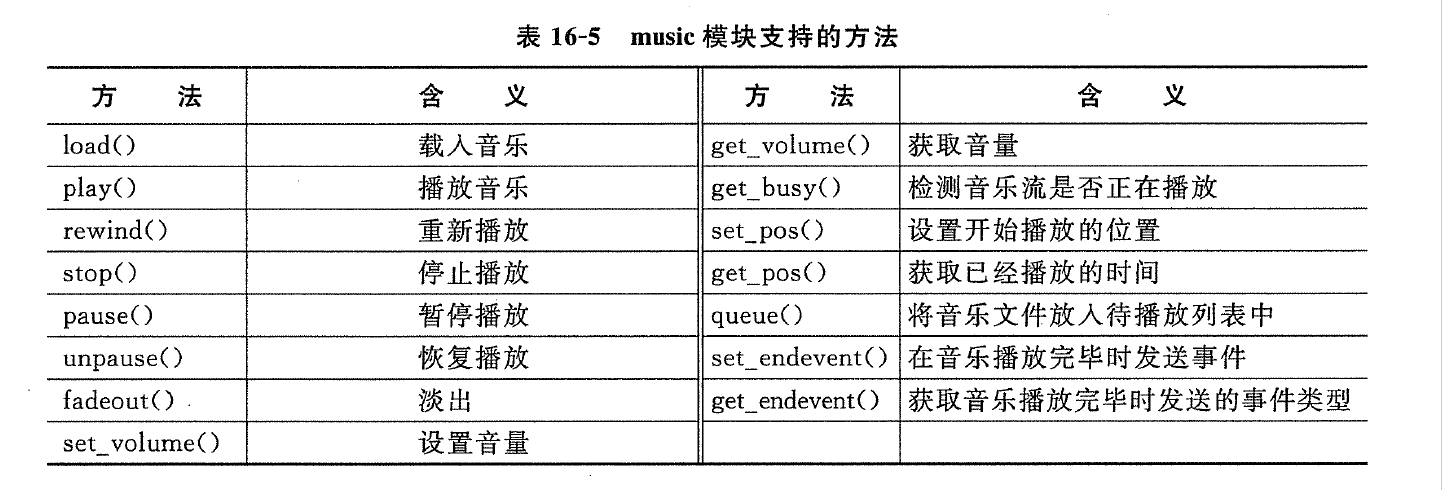 表 16-5 music 模块支持的方法
方 法 含 义 方 法 含 义
load() 载入音乐 get_volume() 获取音量
play() 播放音乐 get_busy() 检测音乐流是否正在播放
rewind() 重新播放 set_pos() 设置开始播放的位置
stop() 停止播放 get_pos() 获取已经播放的时间
pause() 暂停播放 queue() 将音乐文件放入待播放列表中
unpause() 恢复播放 set_endevent() 在音乐播放完毕时发送事件
fadeout() 淡出 get_endevent() 获取音乐播放完毕时发送的事件类型
set_volume() 设置音量